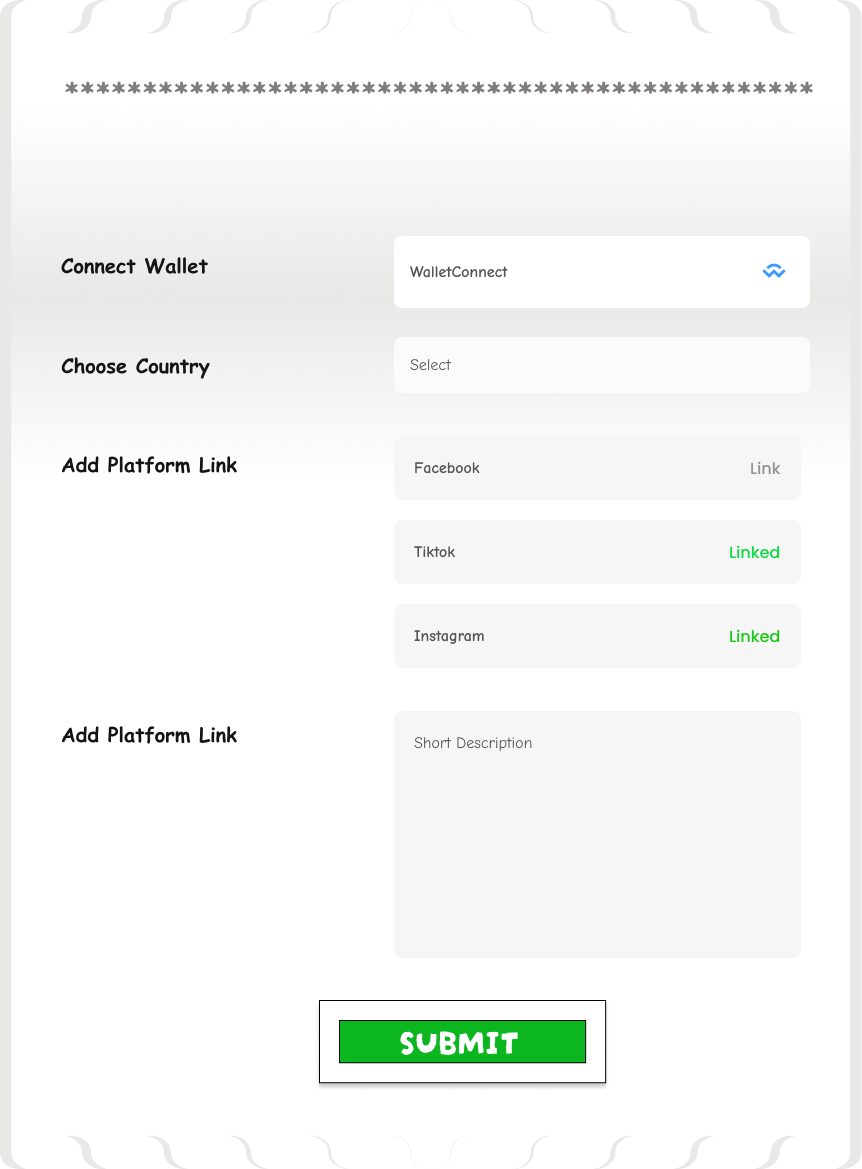 ************************************************
Connect Wallet
WalletConnect
Choose Country
Select
Add Platform Link
Facebook Link
Tiktok Linked
Instagram Linked
Add Platform Link
Short Description
SUBMIT